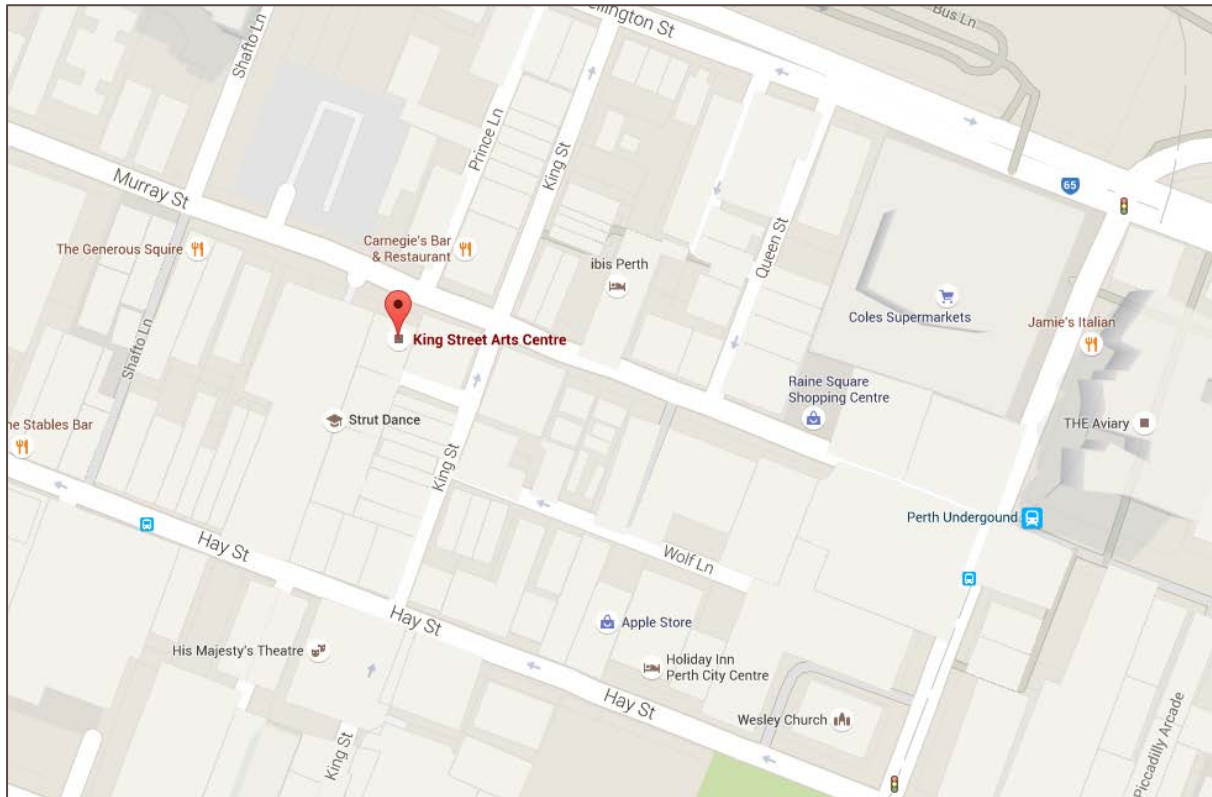 Shafto Ln
ellington St
Bus Ln
Prince Ln
King St
65
Murray St
Queen St
The Generous Squire
Carnegie's Bar
& Restaurant
ibis Perth
Coles Supermarkets
Jamie's Italian
King Street Arts Centre
Shafto Ln
Raine Square
Shopping Centre
Strut Dance
ne Stables Bar
THE Aviary
King St
Perth Undergound
Hay St
Wolf Ln
Hay St
Apple Store
His Majesty's Theatre
Holiday Inn
Perth City Centre
Hay St
Wesley Church
King St
Piccadilly Arcade